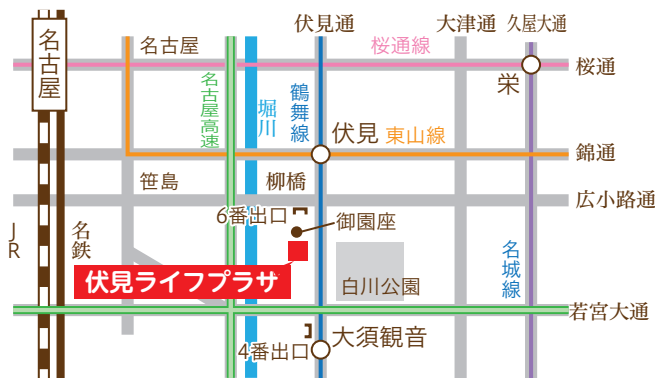 伏見通
大津通
久屋大通
名古屋
名古屋
桜通線
桜通
栄
名古屋高速
堀川
鶴舞線
伏見
東山線
錦通
笹島
柳橋
広小路通
6番出口
御園座
JR
名鉄
名城線
伏見ライフプラザ
白川公園
若宮大通
大須観音
4番出口